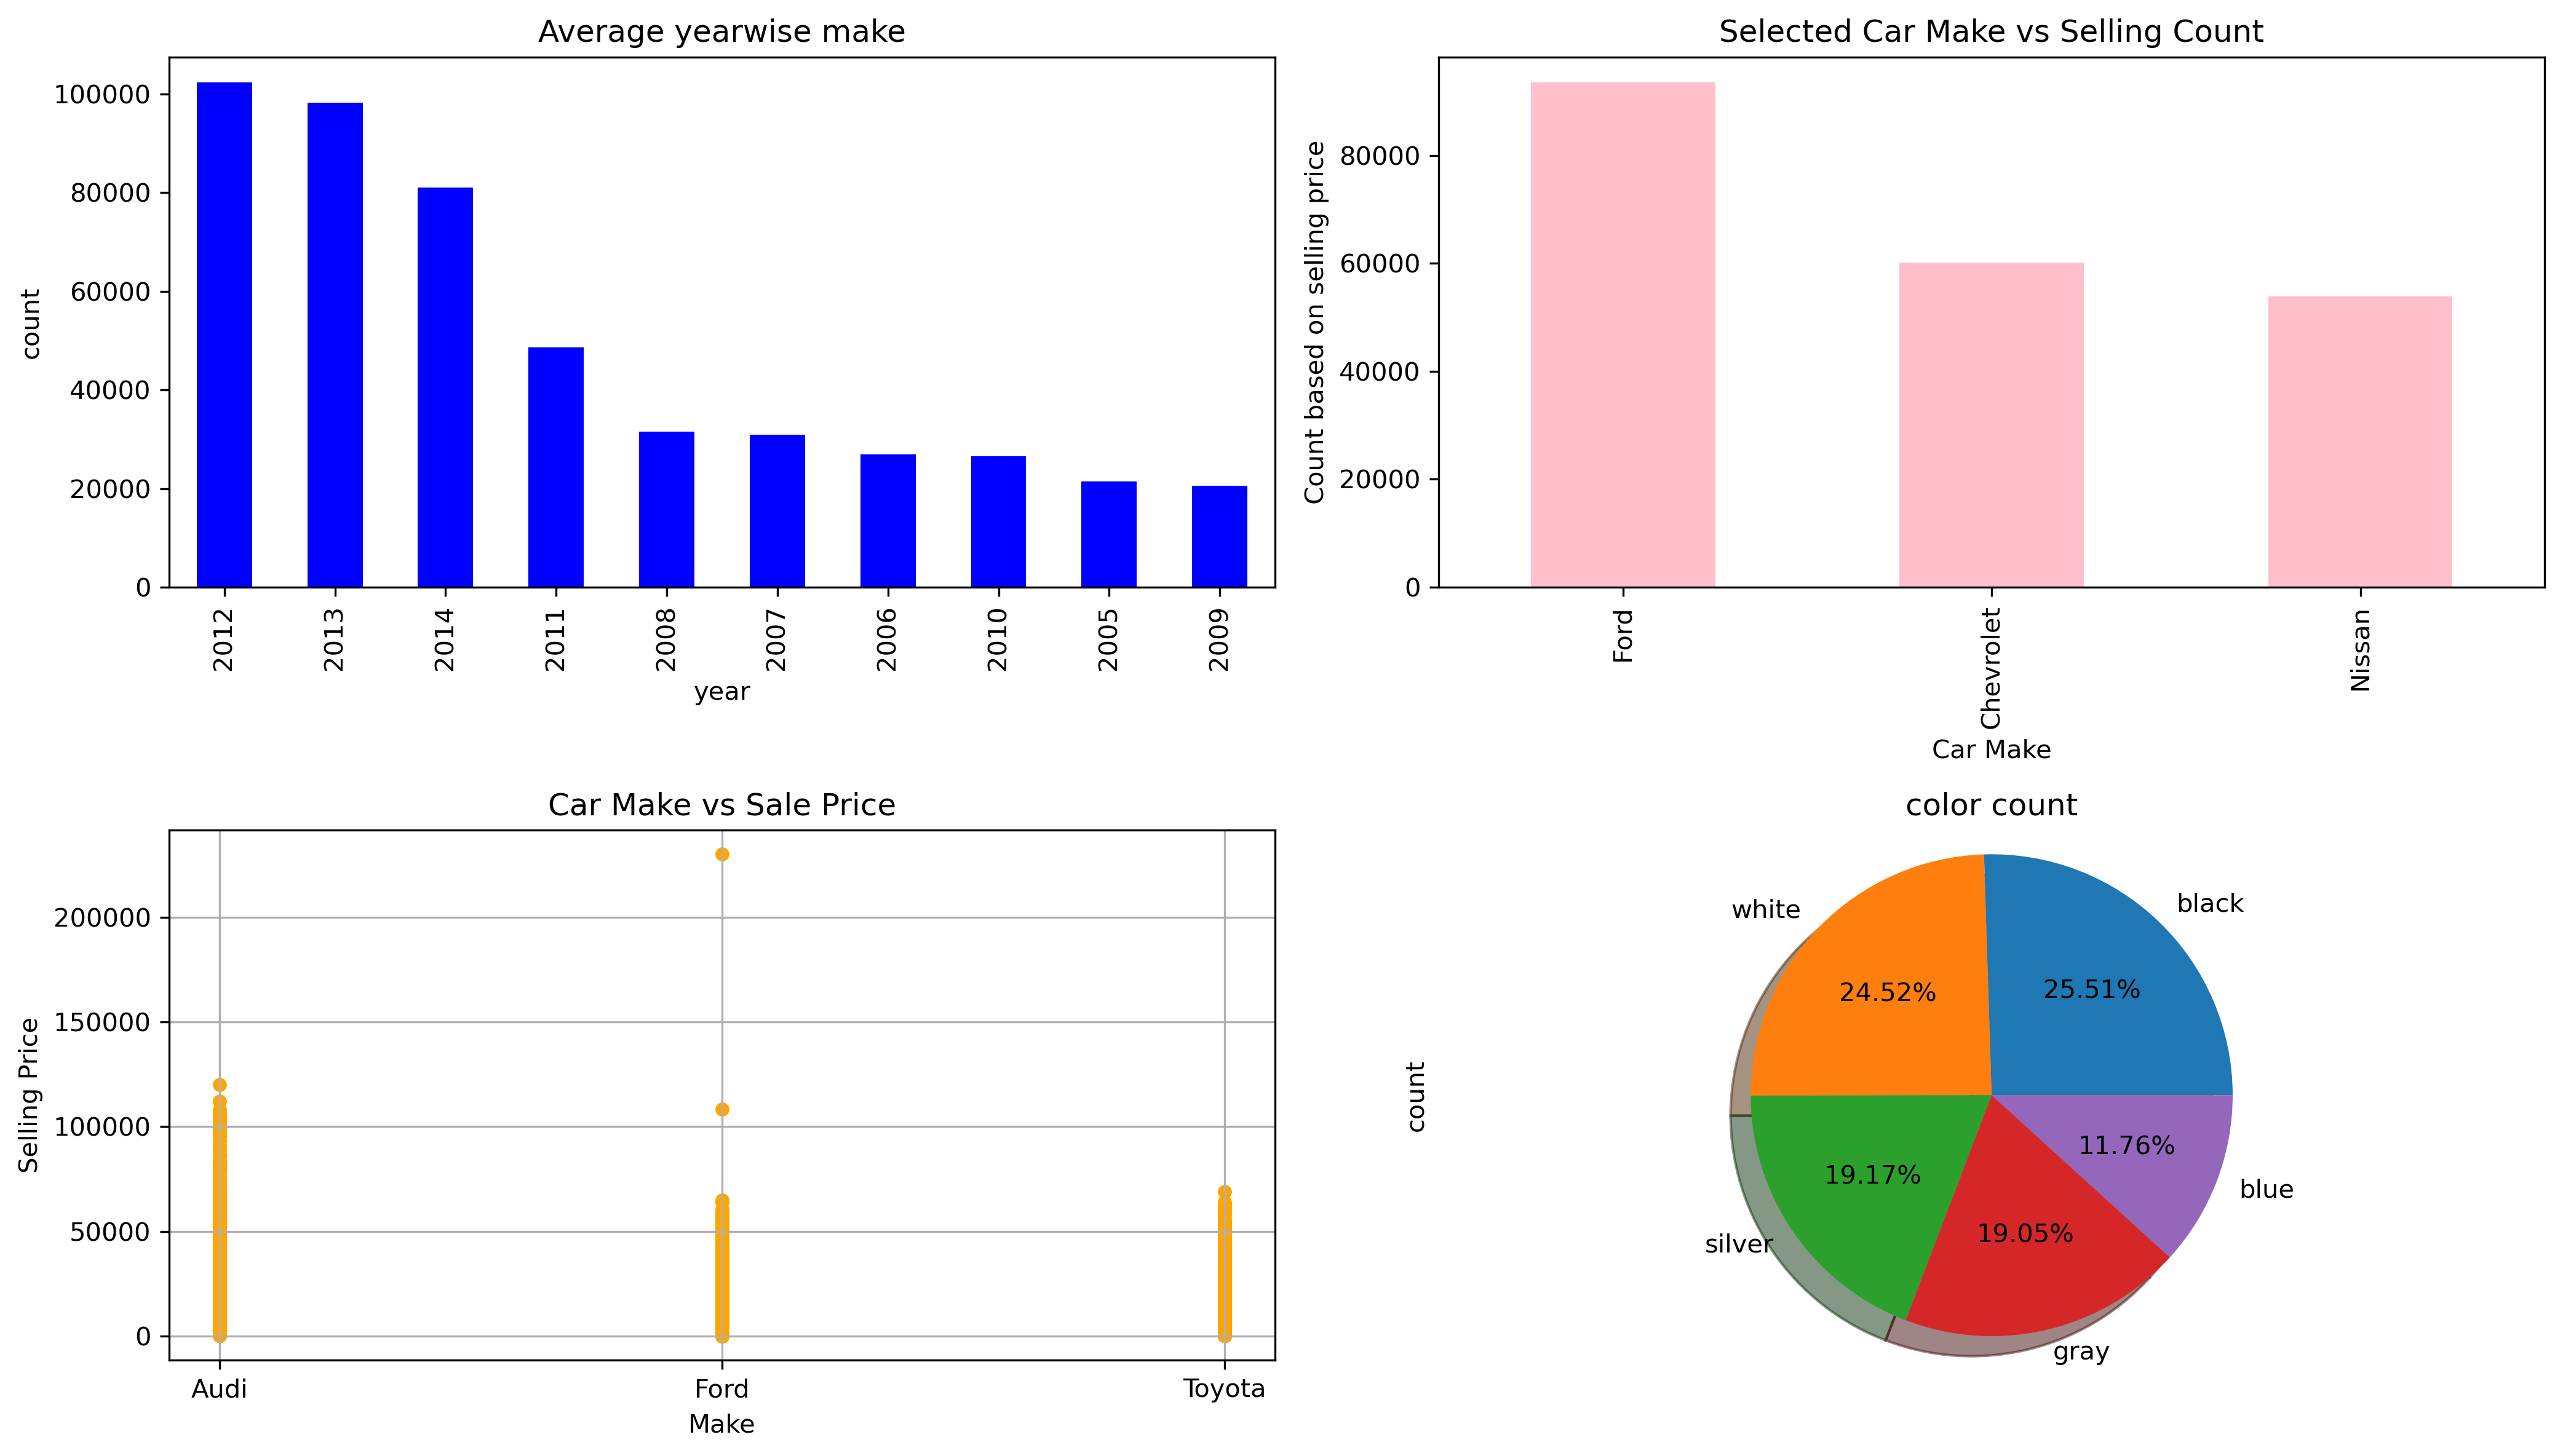 Average yearwise make
count
100000
80000
60000
40000
20000
0
2012
2013
2014
2011
2008
2007
2006
2010
2005
2009
year
Selected Car Make vs Selling Count
Count based on selling price
80000
60000
40000
20000
0
Ford
Chevrolet
Nissan
Car Make
Car Make vs Sale Price
Selling Price
200000
150000
100000
50000
0
Audi
Ford
Toyota
Make
color count
count
white
black
24.52%
25.51%
19.17%
11.76%
19.05%
blue
silver
gray